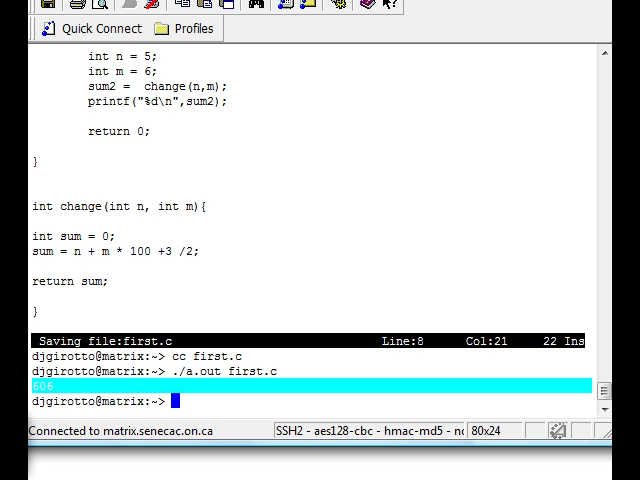 Quick Connect Profiles
int n = 5;
int m = 6;
sum2 =  change(n,m);
printf("%d\n",sum2);
return 0;
}
int change(int n, int m){
int sum = 0;
sum = n + m * 100 +3 /2;
return sum;
}
Saving file:first.c Line:8 Col:21 22 Ins
djgirotto@matrix:~> cc first.c
djgirotto@matrix:~> ./a.out first.c
606
djgirotto@matrix:~>
Connected to matrix.senecac.on.ca SSH2 - aes128-cbc - hmac-md5 - 80x24